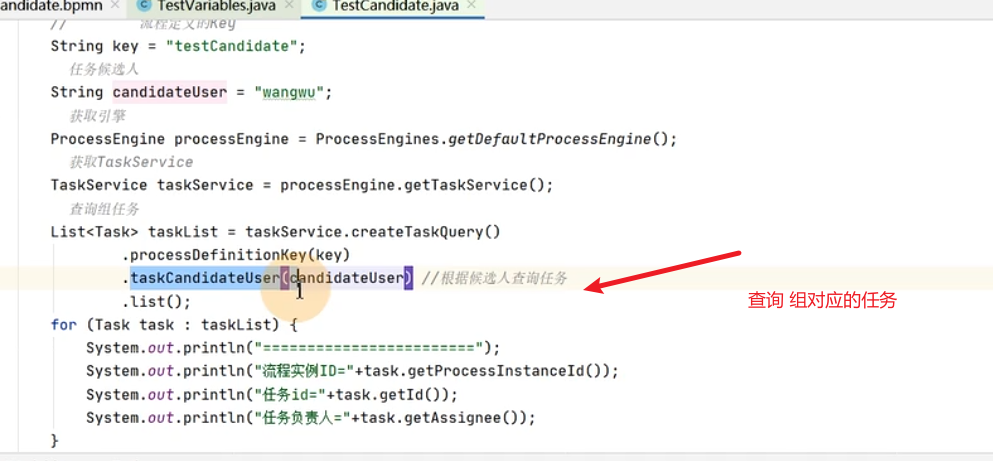 andidate.bpmn × TestVariables.java × TestCandidate.java ×
// 流程定义的Key
String key = "testCandidate";
任务候选人
String candidateUser = "wangwu";
获取引擎
ProcessEngine processEngine = ProcessEngines.getDefaultProcessEngine();
获取TaskService
TaskService taskService = processEngine.getTaskService();
查询组任务
List<Task> taskList = taskService.createTaskQuery()
.processDefinitionKey(key)
.taskCandidateUser(candidateUser) //根据候选人查询任务
.list();
查询 组对应的任务
for (Task task : taskList) {
System.out.println("========================");
System.out.println("流程实例ID="+task.getProcessInstanceId());
System.out.println("任务id="+task.getId());
System.out.println("任务负责人="+task.getAssignee());
}